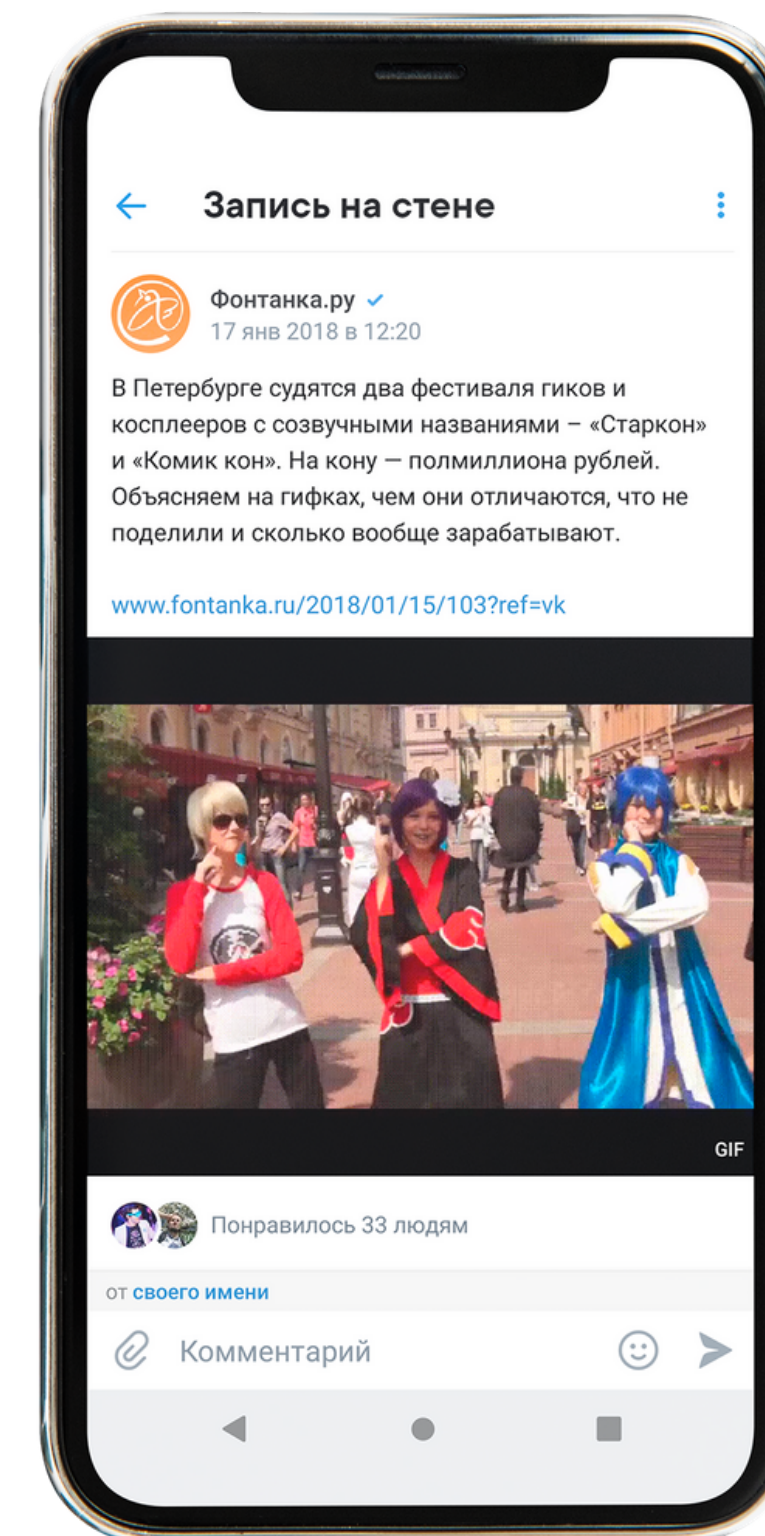 Запись на стене
Фонтанка.ру
17 янв 2018 в 12:20
В Петербурге судятся два фестиваля гиков и
косплееров с созвучными названиями – «Старкон»
и «Комик кон». На кону — полмиллиона рублей.
Объясняем на гифках, чем они отличаются, что не
поделили и сколько вообще зарабатывают.
www.fontanka.ru/2018/01/15/103?ref=vk
GIF
Понравилось 33 людям
от своего имени
Комментарий